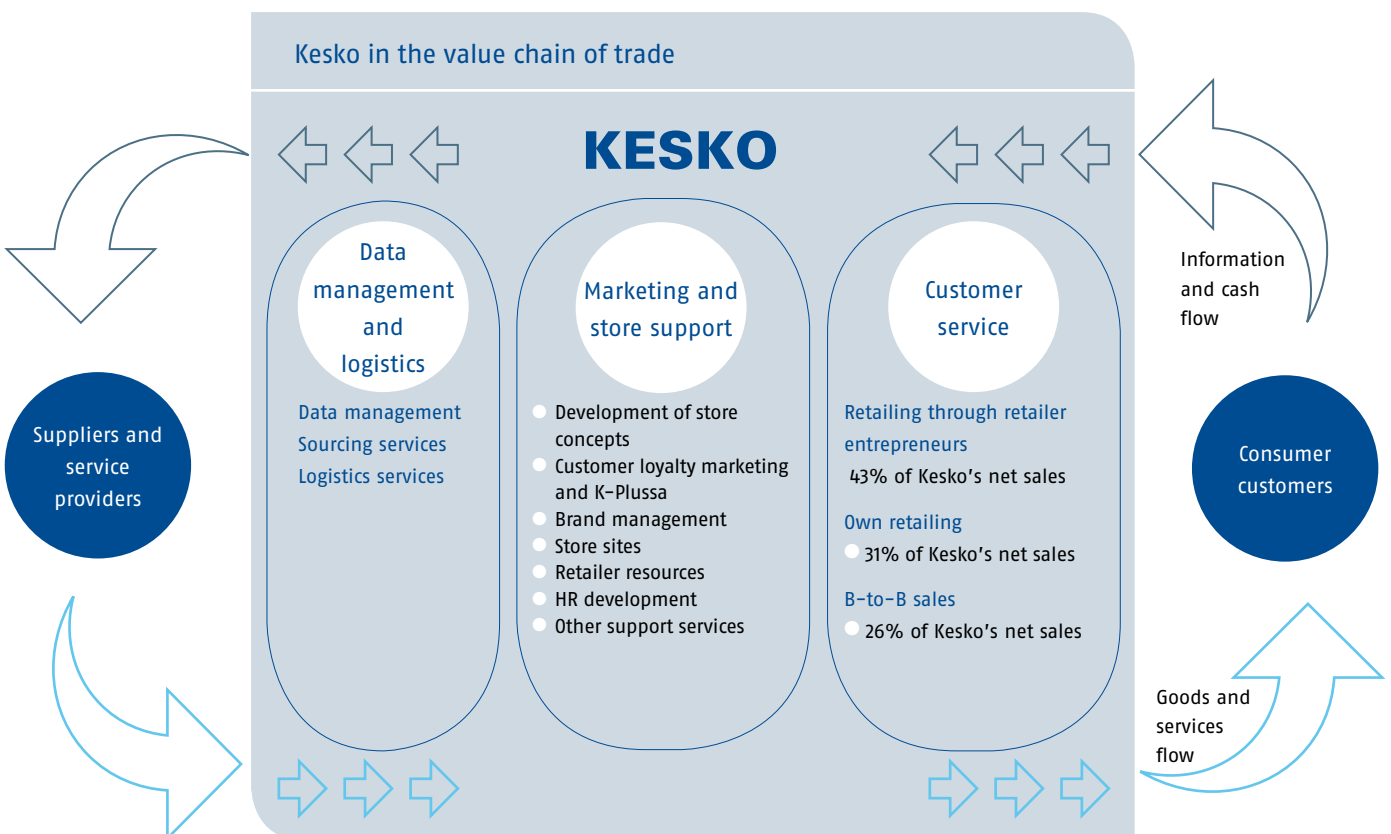 Kesko in the value chain of trade
KESKO
Suppliers and
service
providers
Data
management
and
logistics
Data management
Sourcing services
Logistics services
Marketing and
store support
Development of store
concepts
Customer loyalty marketing
and K-Plussa
Brand management
Store sites
Retailer resources
HR development
Other support services
Customer
service
Retailing through retailer
entrepreneurs
43% of Kesko's net sales
Own retailing
31% of Kesko's net sales
B-to-B sales
26% of Kesko's net sales
Information
and cash
flow
Consumer
customers
Goods and
services
flow